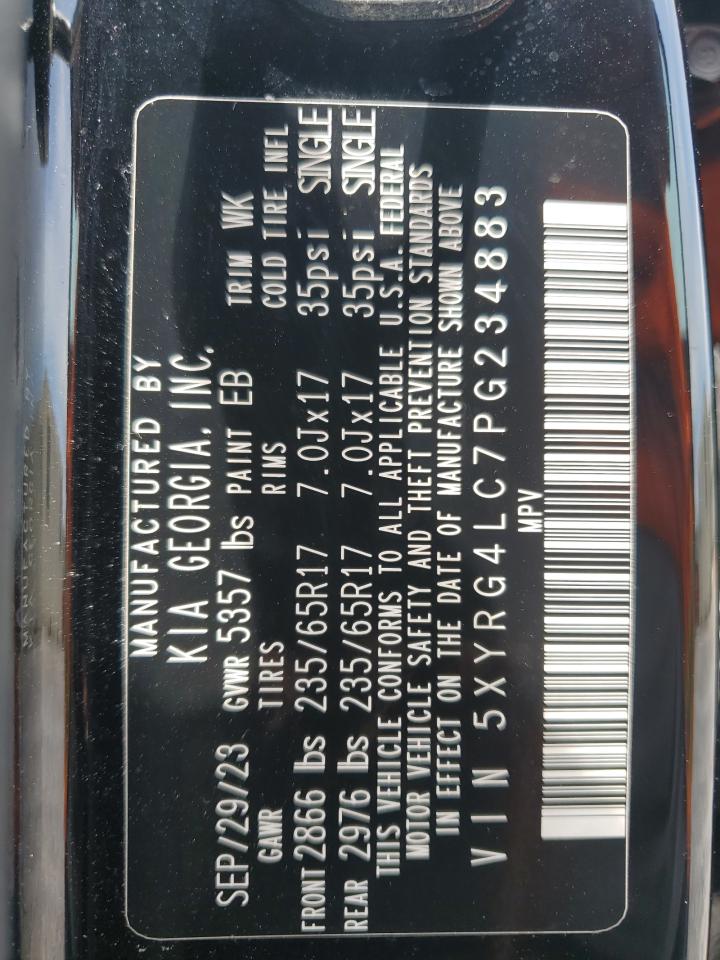 MANUFACTURED BY
KIA GEORGIA, INC.
SEP/29/23 GVWR 5357 lbs PAINT EB TRIM WK
GAWR TIRES RIMS COLD TIRE INFL
FRONT 2866 lbs 235/65R17 7.0Jx17 35psi SINGLE
REAR 2976 lbs 235/65R17 7.0Jx17 35psi SINGLE
THIS VEHICLE CONFORMS TO ALL APPLICABLE U.S.A. FEDERAL
MOTOR VEHICLE SAFETY AND THEFT PREVENTION STANDARDS
IN EFFECT ON THE DATE OF MANUFACTURE SHOWN ABOVE
VIN 5XYRG4LC7PG234883
MPV